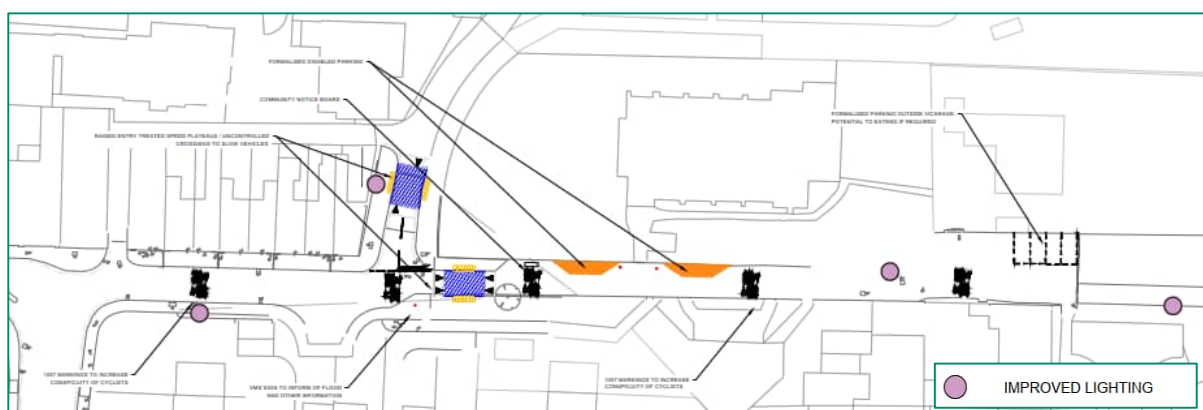 FORMALISED DISABLED PARKING
COMMUNITY NOTICE BOARD
RAISED ENTRY TREATED SPEED PLATEAUS / UNCONTROLLED
CROSSINGS TO SLOW VEHICLES
FORMALISED PARKING OUTSIDE VICARAGE,
POTENTIAL TO EXTEND IF REQUIRED
1057 MARKINGS TO INCREASE
CONSPICUITY OF CYCLISTS
VMS SIGN TO INFORM OF FLOOD
AND OTHER INFORMATION
1057 MARKINGS TO INCREASE
CONSPICUITY OF CYCLISTS
IMPROVED LIGHTING